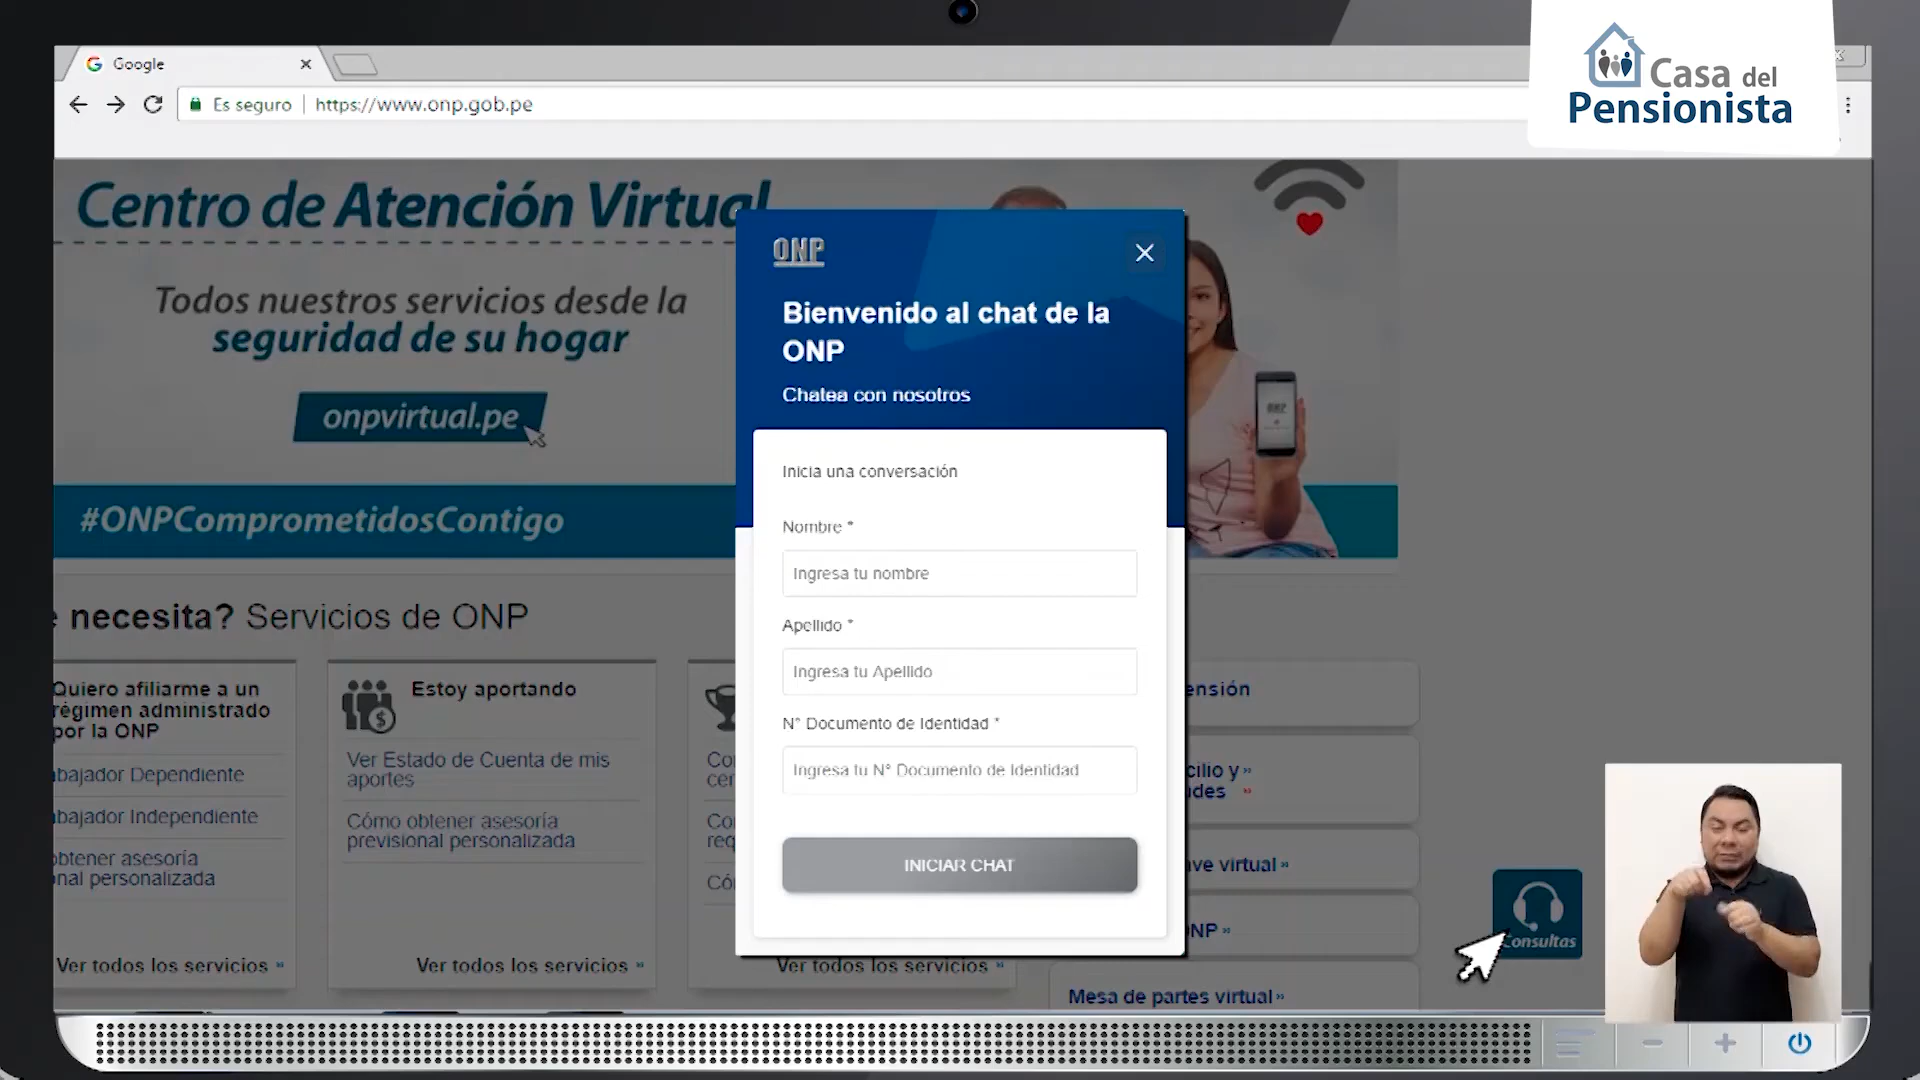 Google
Casa del
Pensionista
Es seguro
https://www.onp.gob.pe
Centro de Atención Virtual
Todos nuestros servicios desde la
seguridad de su hogar
onpvirtual.pe
#ONPComprometidosContigo
ONP
Bienvenido al chat de la
ONP
Chatea con nosotros
Inicia una conversación
Nombre *
Ingresa tu nombre
Apellido *
Ingresa tu Apellido
N° Documento de Identidad *
Ingresa tu N° Documento de Identidad
INICIAR CHAT
necesita? Servicios de ONP
Quiero afiliarme a un
régimen administrado
por la ONP
Ver todos los servicios »
Estoy aportando
Ver Estado de Cuenta de mis
aportes
Cómo obtener asesoría
previsional personalizada
Ver todos los servicios »
Ver todos los servicios »
Mesa de partes virtual »
Consultas